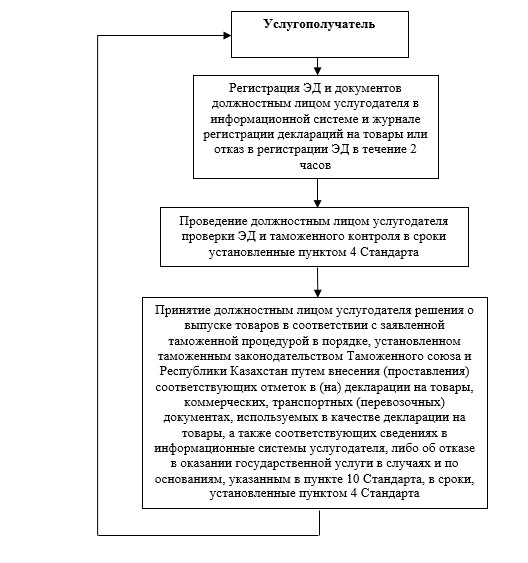 Услугополучатель
Регистрация ЭД и документов
должностным лицом услугодателя в
информационной системе и журнале
регистрации деклараций на товары или
отказ в регистрации ЭД в течение 2
часов
Проведение должностным лицом услугодателя
проверки ЭД и таможенного контроля в сроки
установленные пунктом 4 Стандарта
Принятие должностным лицом услугодателя решения о
выпуске товаров в соответствии с заявленной
таможенной процедурой в порядке, установленном
таможенным законодательством Таможенного союза и
Республики Казахстан путем внесения (проставления)
соответствующих отметок в (на) декларации на товары,
коммерческих, транспортных (перевозочных)
документах, используемых в качестве декларации на
товары, а также соответствующих сведениях в
информационные системы услугодателя, либо об отказе
в оказании государственной услуги в случаях и по
основаниям, указанным в пункте 10 Стандарта, в сроки,
установленные пунктом 4 Стандарта